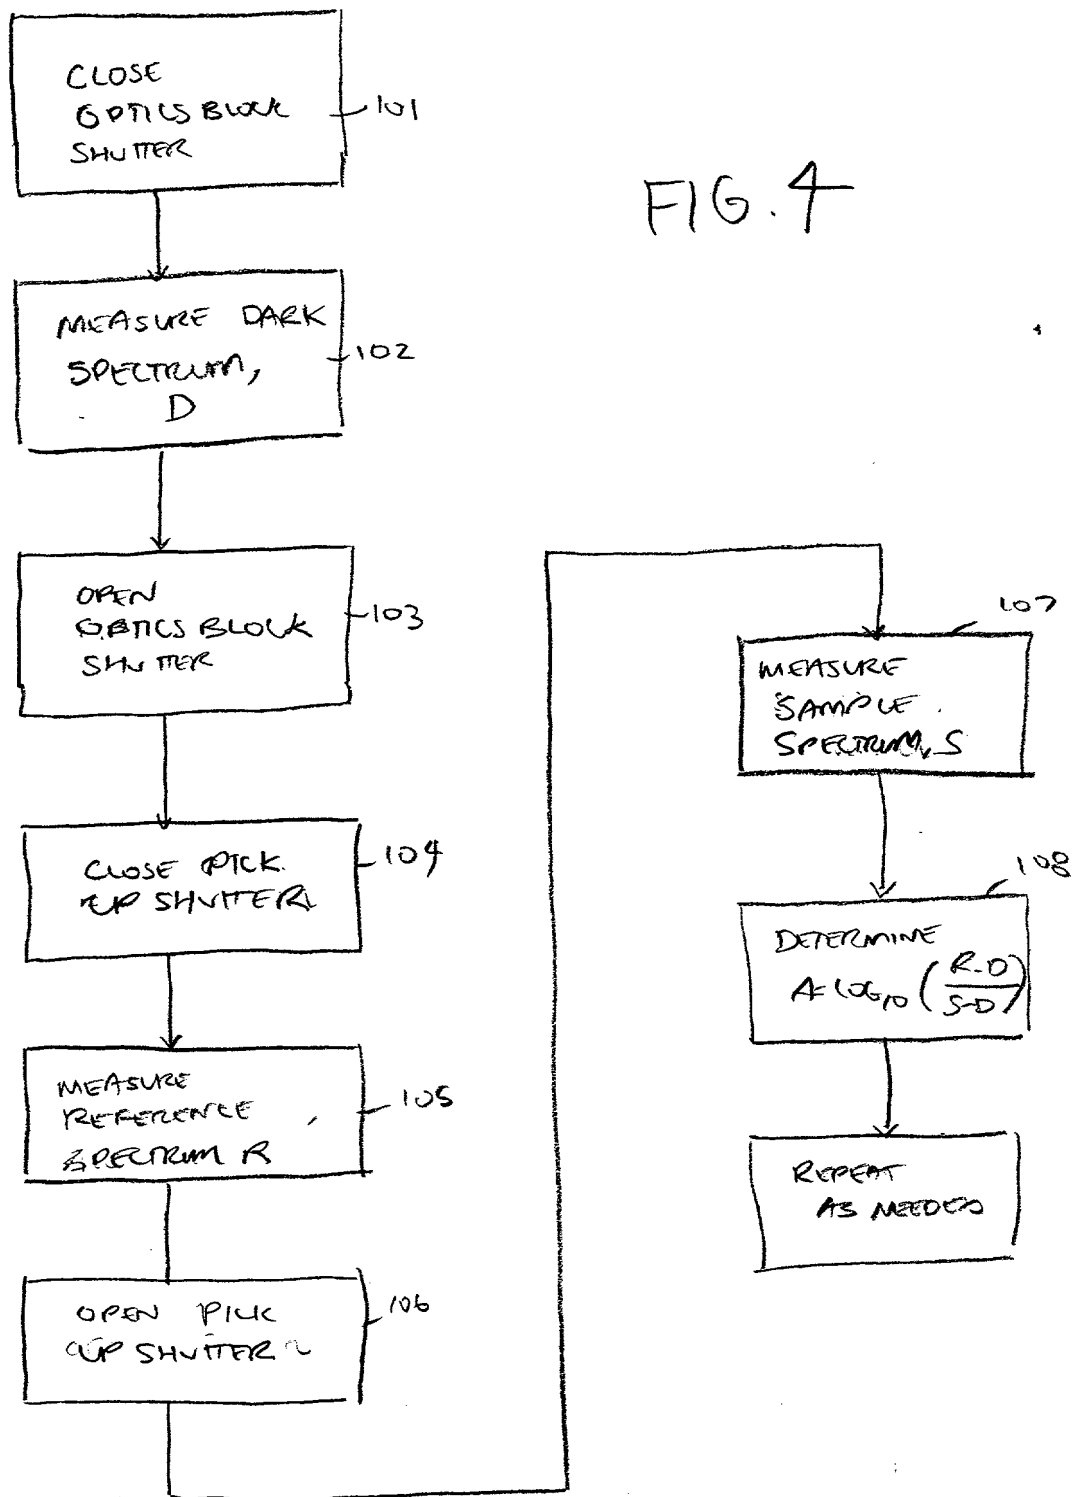 CLOSE
OPTICS BLOCK
SHUTTER
101
FIG. 4
MEASURE DARK
SPECTRUM,
D
102
OPEN
OPTICS BLOCK
SHUTTER
103
CLOSE PICK
UP SHUTTER
104
MEASURE
REFERENCE
SPECTRUM R
105
OPEN PICK
UP SHUTTER
106
107
MEASURE
SAMPLE
SPECTRUM, S
108
DETERMINE
A=LOG10 (R-D/S-D)
REPEAT
AS NEEDED